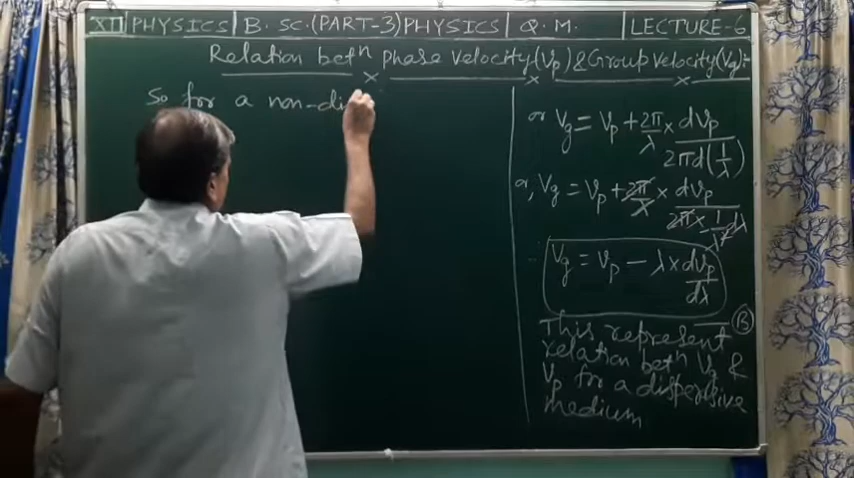 XII PHYSICS B. SC.(PART-3)PHYSICS Q. M. LECTURE-6
Relation betⁿ phase Velocity(Vp) & Group Velocity(Vg):-
So for a non-di
or Vg = Vp + 2π/λ × dVp / 2πd(1/λ)
or, Vg = Vp + 2π/λ × dVp / 2π × -1/λ² dλ
Vg = Vp - λ × dVp/dλ
B
This represent
relation betⁿ Vg &
Vp for a dispersive
medium